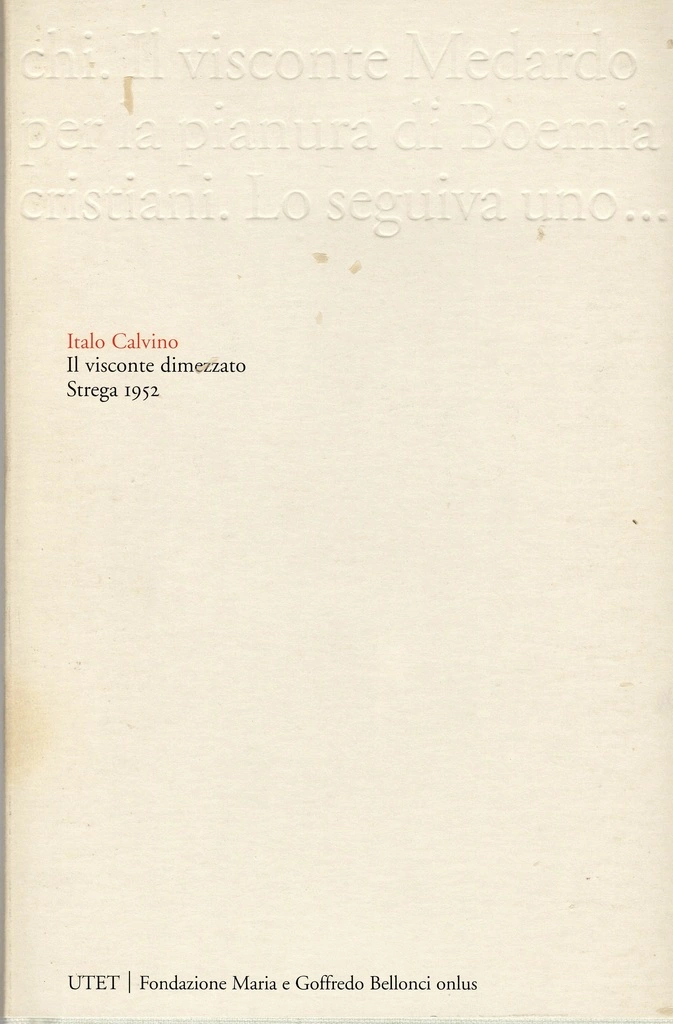 chi. Il visconte Medardo
per la pianura di Boemia
cristiani. Lo seguiva uno...
Italo Calvino
Il visconte dimezzato
Strega 1952
UTET | Fondazione Maria e Goffredo Bellonci onlus